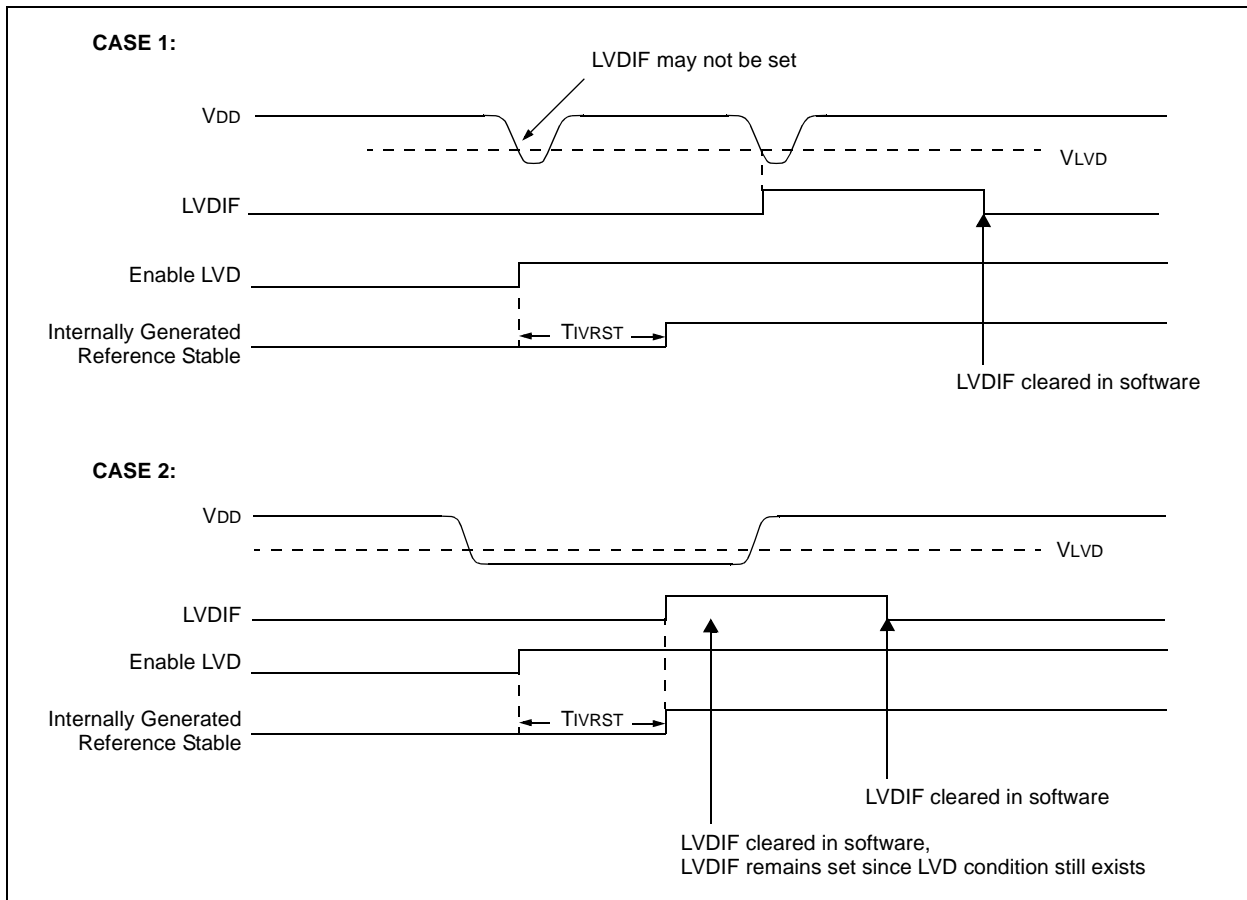 CASE 1:
LVDIF may not be set
VDD
VLVD
LVDIF
Enable LVD
Internally Generated
Reference Stable
TIVRST
LVDIF cleared in software
CASE 2:
VDD
VLVD
LVDIF
Enable LVD
Internally Generated
Reference Stable
TIVRST
LVDIF cleared in software
LVDIF cleared in software,
LVDIF remains set since LVD condition still exists